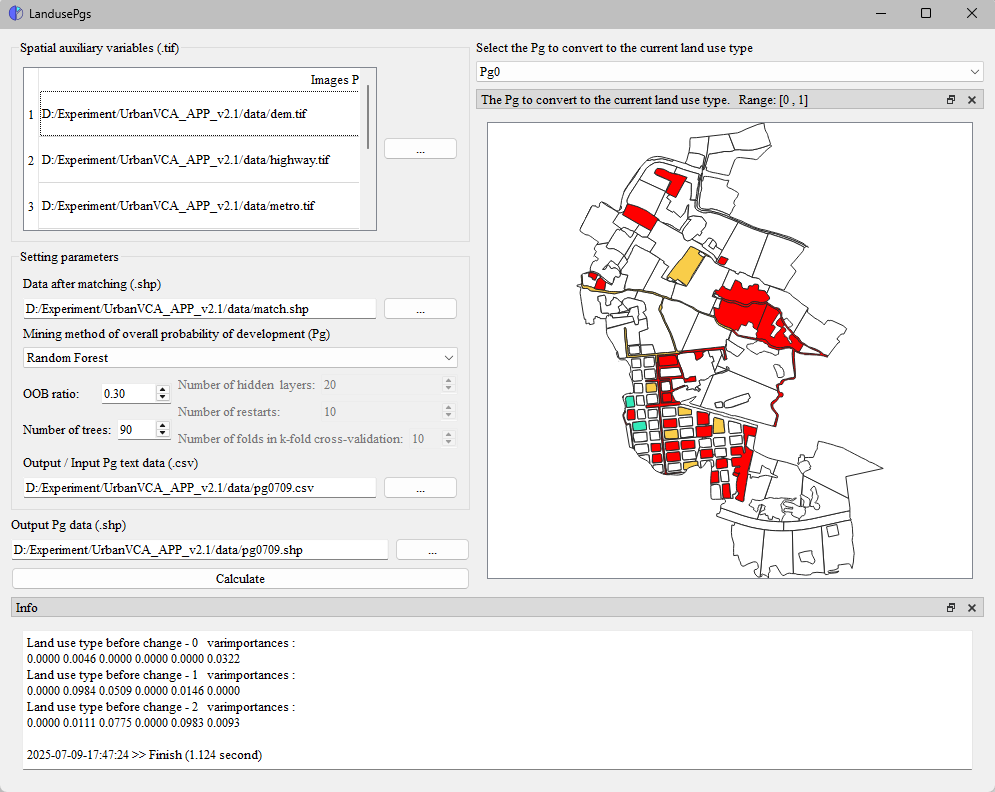 LandusePgs
Spatial auxiliary variables (.tif)
Images P
1 D:/Experiment/UrbanVCA_APP_v2.1/data/dem.tif
2 D:/Experiment/UrbanVCA_APP_v2.1/data/highway.tif
3 D:/Experiment/UrbanVCA_APP_v2.1/data/metro.tif
...
Setting parameters
Data after matching (.shp)
D:/Experiment/UrbanVCA_APP_v2.1/data/match.shp
...
Mining method of overall probability of development (Pg)
Random Forest
OOB ratio: 0.30
Number of trees: 90
Number of hidden layers: 20
Number of restarts: 10
Number of folds in k-fold cross-validation: 10
Output / Input Pg text data (.csv)
D:/Experiment/UrbanVCA_APP_v2.1/data/pg0709.csv
...
Output Pg data (.shp)
D:/Experiment/UrbanVCA_APP_v2.1/data/pg0709.shp
...
Calculate
Select the Pg to convert to the current land use type
Pg0
The Pg to convert to the current land use type. Range: [0 , 1]
Info
Land use type before change - 0 varimportances :
0.0000 0.0046 0.0000 0.0000 0.0000 0.0322
Land use type before change - 1 varimportances :
0.0000 0.0984 0.0509 0.0000 0.0146 0.0000
Land use type before change - 2 varimportances :
0.0000 0.0111 0.0775 0.0000 0.0983 0.0093
2025-07-09-17:47:24 >> Finish (1.124 second)